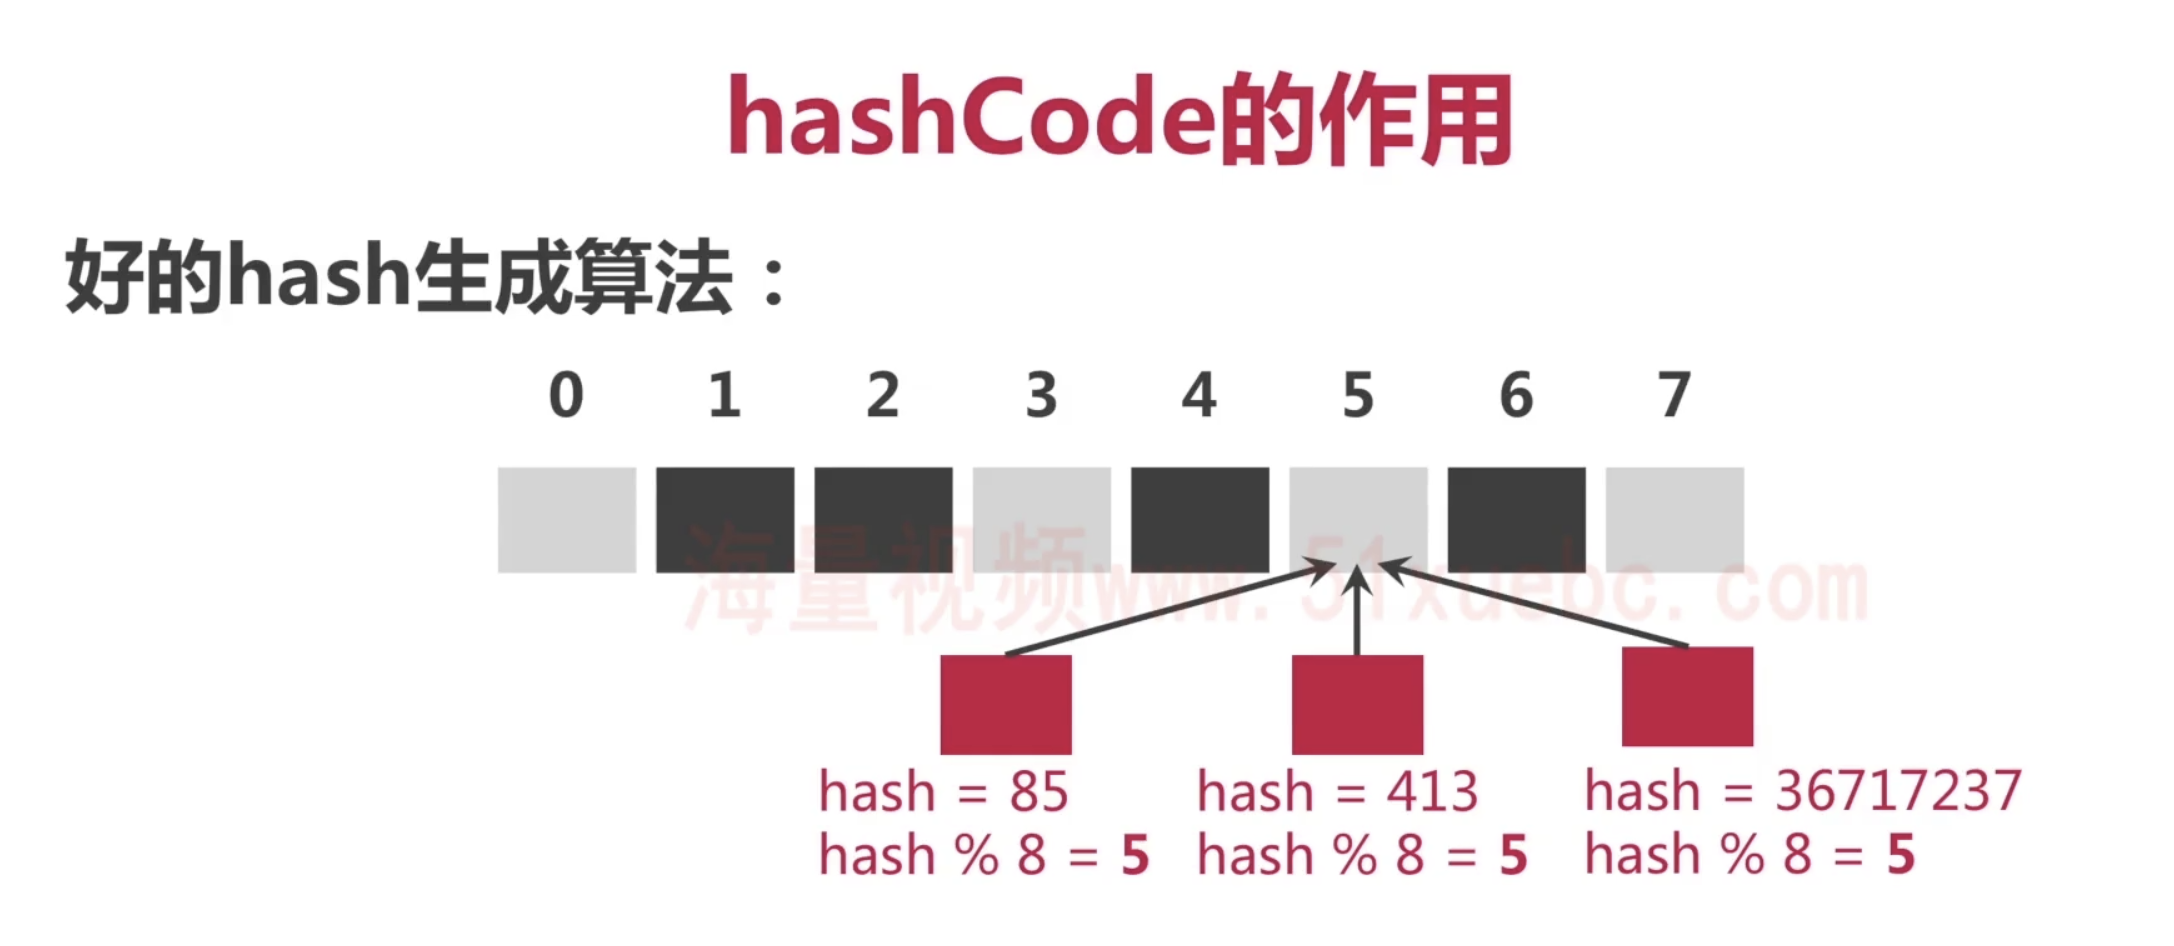 hashCode的作用
好的hash生成算法：
0 1 2 3 4 5 6 7
海量视频www.51xuebc.com
hash = 85 hash = 413 hash = 36717237
hash % 8 = 5 hash % 8 = 5 hash % 8 = 5